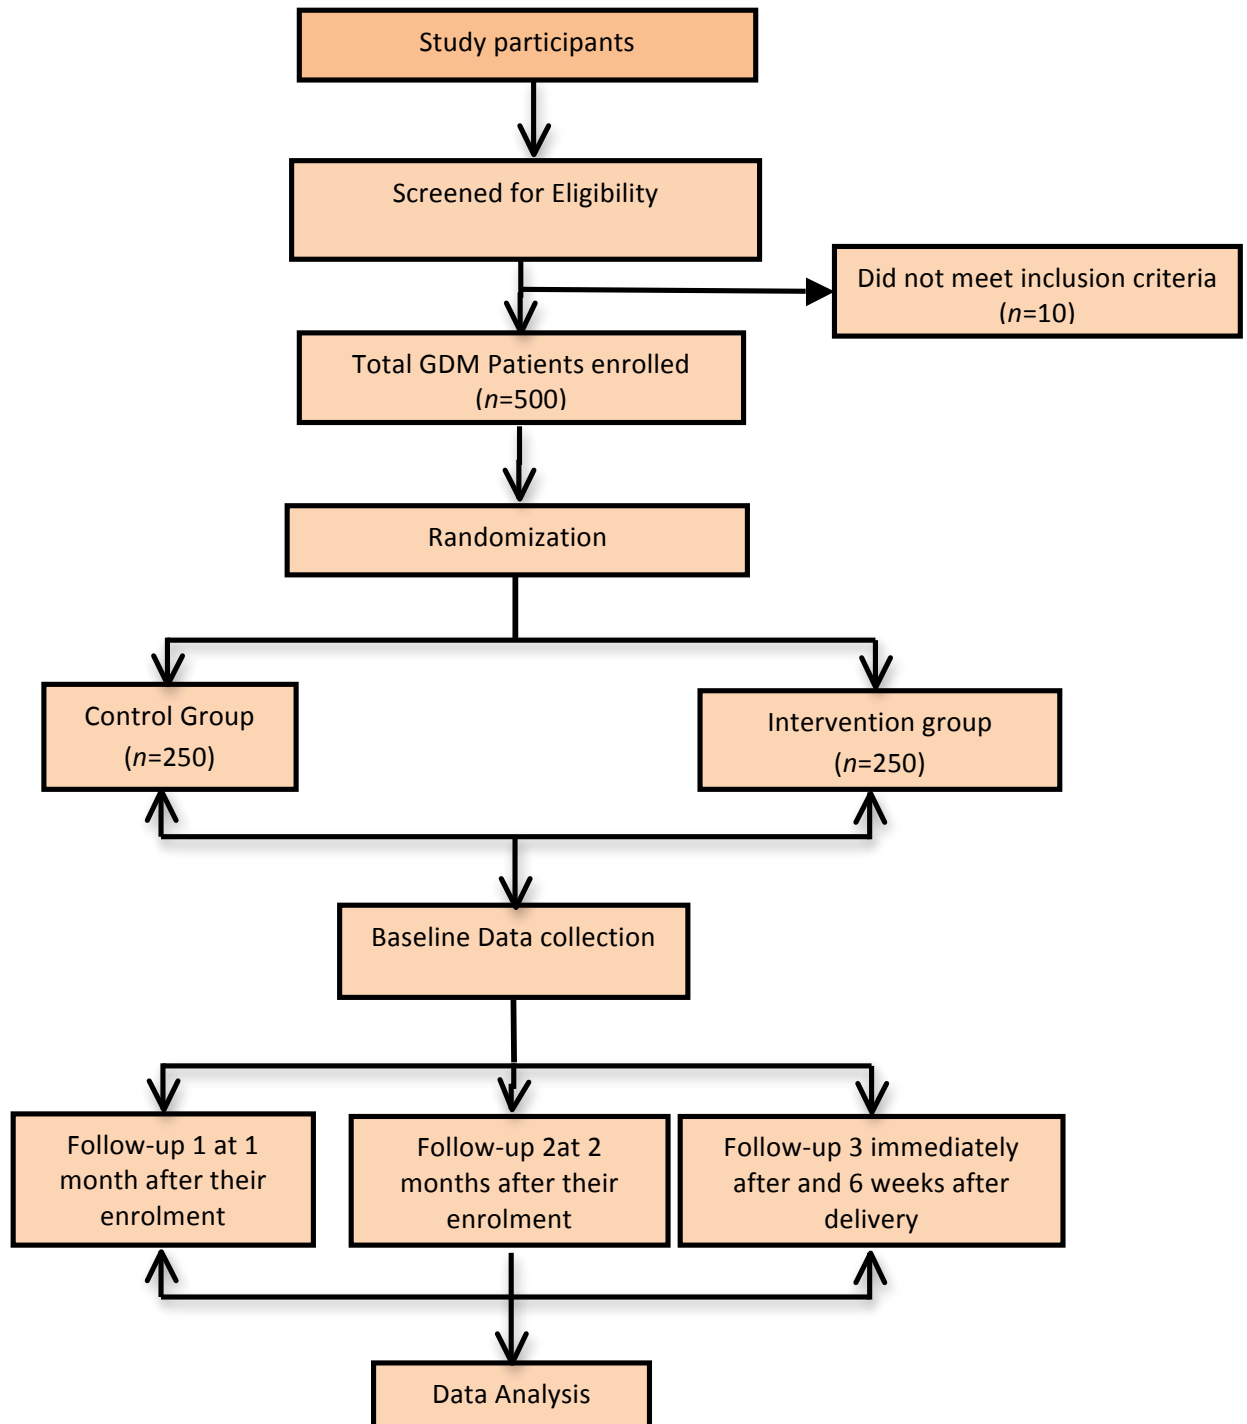 Study participants
Screened for Eligibility
Did not meet inclusion criteria
(n=10)
Total GDM Patients enrolled
(n=500)
Randomization
Control Group
(n=250)
Intervention group
(n=250)
Baseline Data collection
Follow-up 1 at 1
month after their
enrolment
Follow-up 2at 2
months after their
enrolment
Follow-up 3 immediately
after and 6 weeks after
delivery
Data Analysis